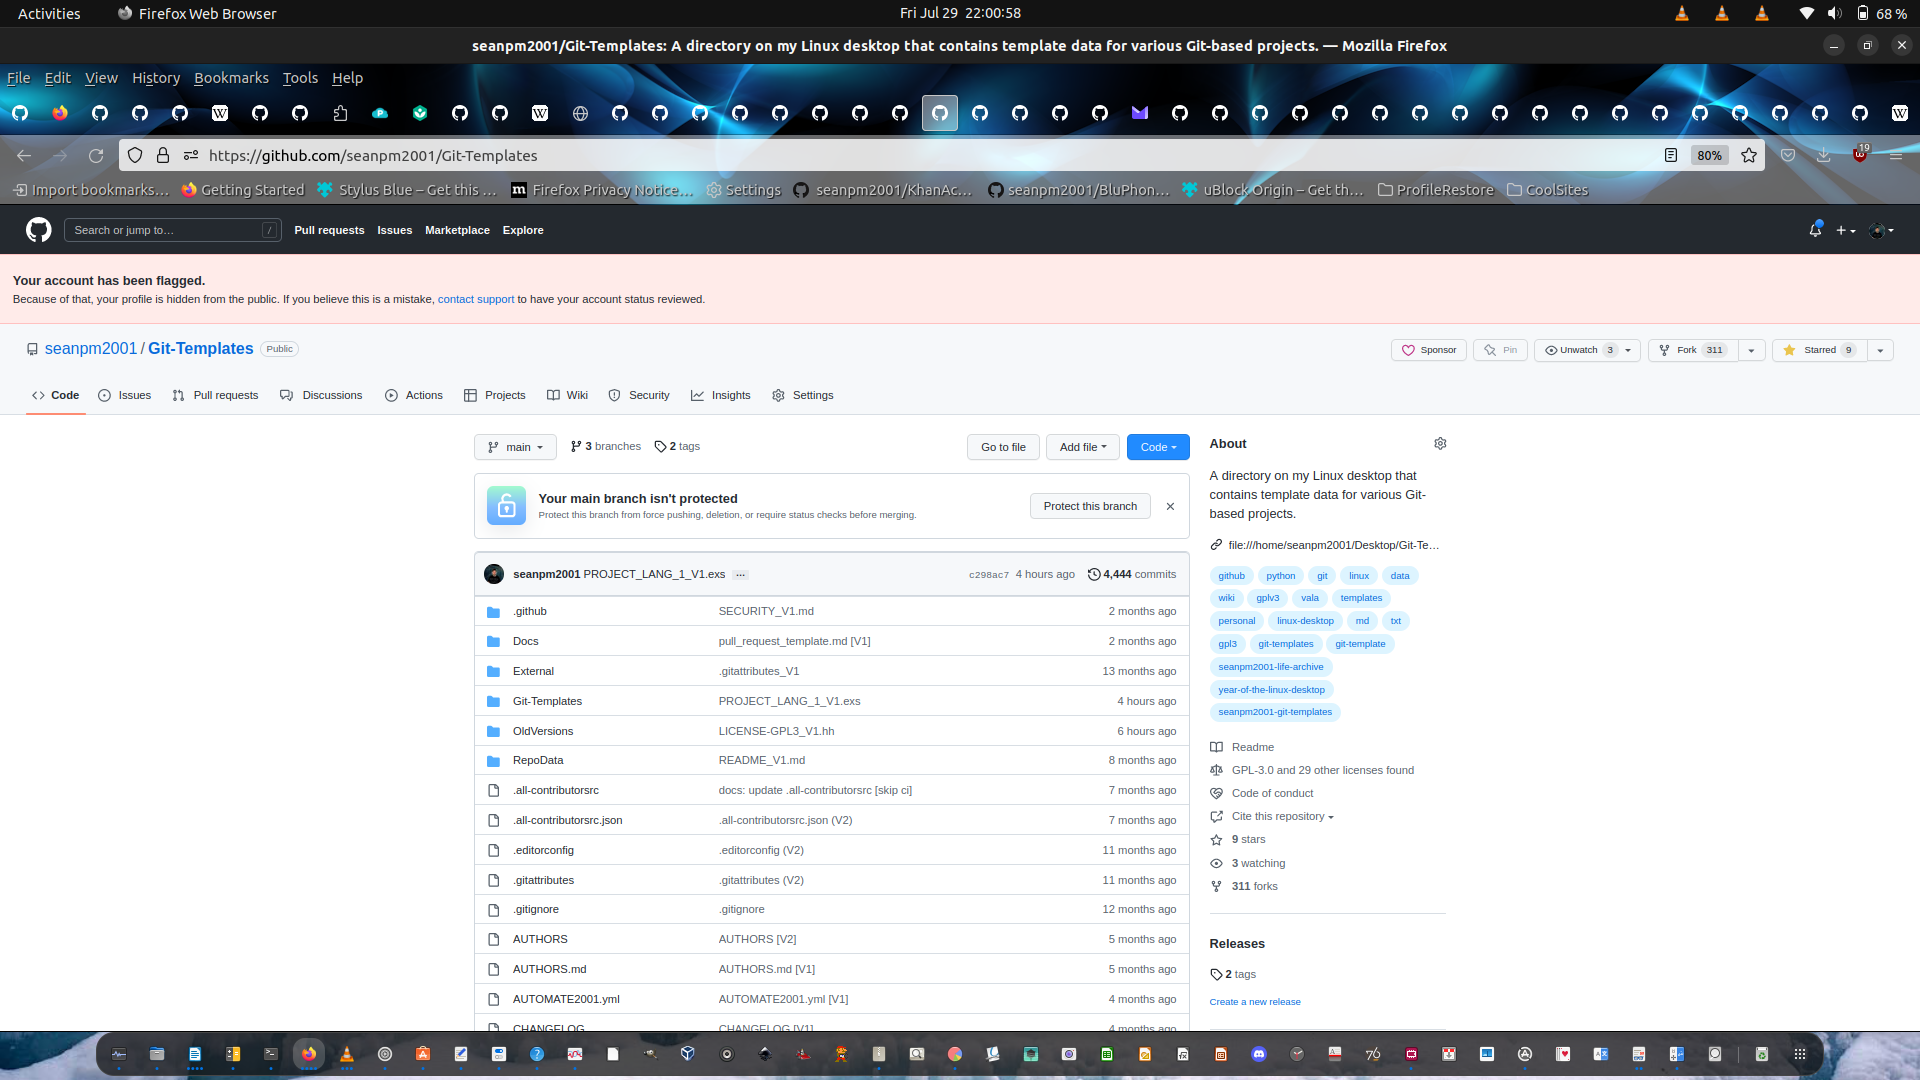 Activities
Firefox Web Browser
Fri Jul 29 22:00:58
68 %
seanpm2001/Git-Templates: A directory on my Linux desktop that contains template data for various Git-based projects. — Mozilla Firefox
File Edit View History Bookmarks Tools Help
https://github.com/seanpm2001/Git-Templates
80%
19
Import bookmarks… Getting Started Stylus Blue – Get this … Firefox Privacy Notice… Settings seanpm2001/KhanAc… seanpm2001/BluPhon… uBlock Origin – Get th… ProfileRestore CoolSites
Search or jump to… /
Pull requests Issues Marketplace Explore
Your account has been flagged.
Because of that, your profile is hidden from the public. If you believe this is a mistake, contact support to have your account status reviewed.
seanpm2001 / Git-Templates Public
Sponsor Pin Unwatch 3 Fork 311 Starred 9
Code Issues Pull requests Discussions Actions Projects Wiki Security Insights Settings
main 3 branches 2 tags
Go to file Add file Code
Your main branch isn't protected
Protect this branch from force pushing, deletion, or require status checks before merging.
Protect this branch
seanpm2001 PROJECT_LANG_1_V1.exs ... c298ac7 4 hours ago 4,444 commits
.github SECURITY_V1.md 2 months ago
Docs pull_request_template.md [V1] 2 months ago
External .gitattributes_V1 13 months ago
Git-Templates PROJECT_LANG_1_V1.exs 4 hours ago
OldVersions LICENSE-GPL3_V1.hh 6 hours ago
RepoData README_V1.md 8 months ago
.all-contributorsrc docs: update .all-contributorsrc [skip ci] 7 months ago
.all-contributorsrc.json .all-contributorsrc.json (V2) 7 months ago
.editorconfig .editorconfig (V2) 11 months ago
.gitattributes .gitattributes (V2) 11 months ago
.gitignore .gitignore 12 months ago
AUTHORS AUTHORS [V2] 5 months ago
AUTHORS.md AUTHORS.md [V1] 5 months ago
AUTOMATE2001.yml AUTOMATE2001.yml [V1] 4 months ago
CHANGELOG CHANGELOG [V1] 4 months ago
About
A directory on my Linux desktop that
contains template data for various Git-
based projects.
file:///home/seanpm2001/Desktop/Git-Te…
github python git linux data
wiki gplv3 vala templates
personal linux-desktop md txt
gpl3 git-templates git-template
seanpm2001-life-archive
year-of-the-linux-desktop
seanpm2001-git-templates
Readme
GPL-3.0 and 29 other licenses found
Code of conduct
Cite this repository
9 stars
3 watching
311 forks
Releases
2 tags
Create a new release